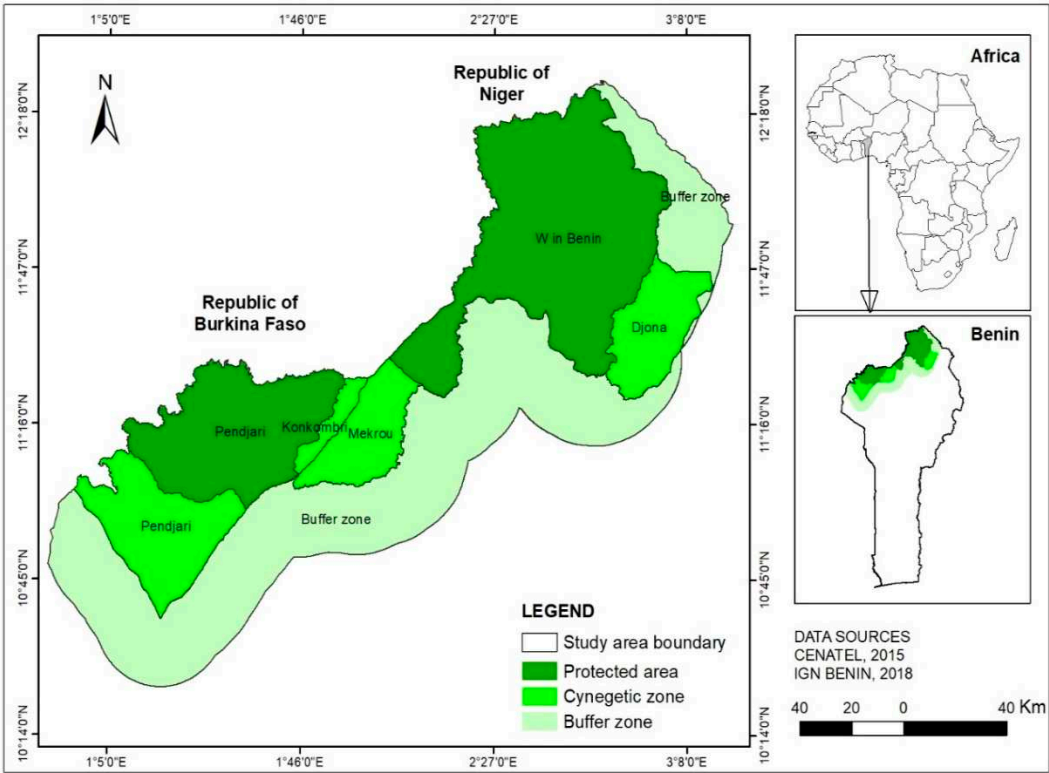 1°5'0"E
1°46'0"E
2°27'0"E
3°8'0"E
N
Republic of
Niger
12°18'0"N
12°18'0"N
Buffer zone
W in Benin
11°47'0"N
11°47'0"N
Republic of
Burkina Faso
Djona
11°16'0"N
11°16'0"N
Pendjari
Konkombri
Mekrou
Buffer zone
Pendjari
10°45'0"N
10°45'0"N
LEGEND
Study area boundary
Protected area
Cynegetic zone
Buffer zone
10°14'0"N
10°14'0"N
1°5'0"E
1°46'0"E
2°27'0"E
3°8'0"E
Africa
Benin
DATA SOURCES
CENATEL, 2015
IGN BENIN, 2018
40 20 0 40 Km